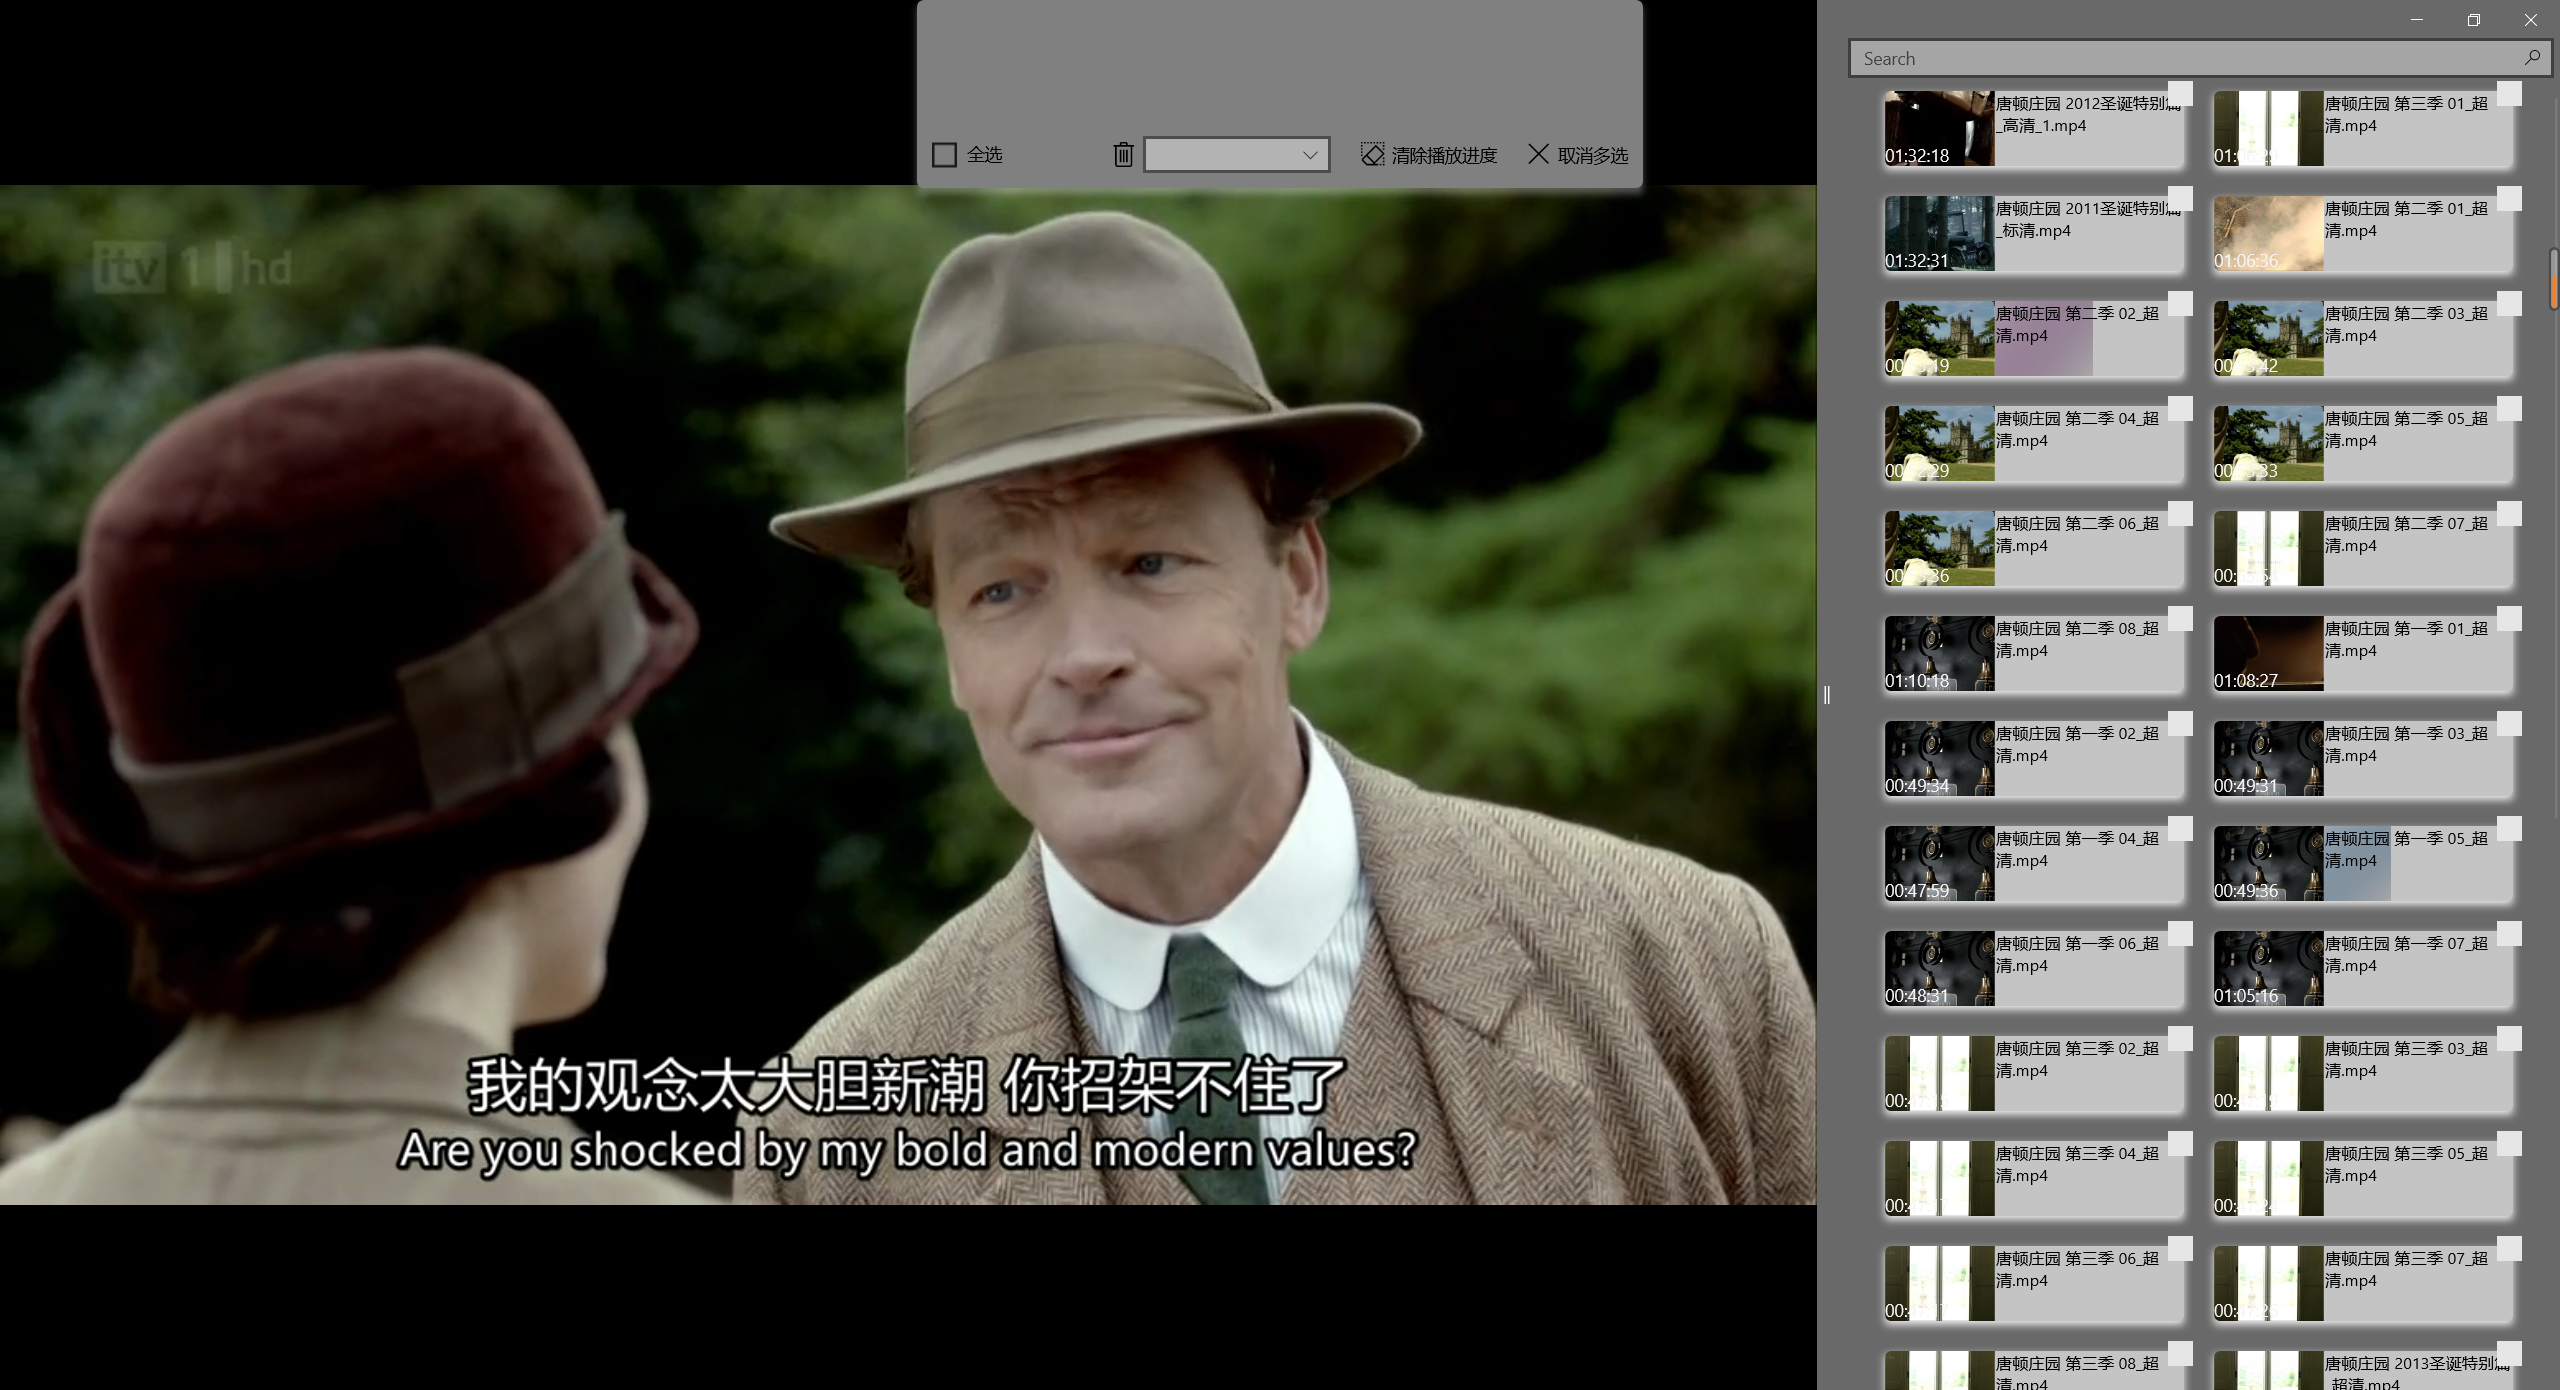 Search
全选
清除播放进度
取消多选
itv 1 hd
我的观念太大胆新潮 你招架不住了
Are you shocked by my bold and modern values?
唐顿庄园 2012圣诞特别篇
_高清_1.mp4
01:32:18
唐顿庄园 第三季 01_超
清.mp4
唐顿庄园 2011圣诞特别篇
_标清.mp4
01:32:31
唐顿庄园 第二季 01_超
清.mp4
01:06:36
唐顿庄园 第二季 02_超
清.mp4
唐顿庄园 第二季 03_超
清.mp4
唐顿庄园 第二季 04_超
清.mp4
唐顿庄园 第二季 05_超
清.mp4
唐顿庄园 第二季 06_超
清.mp4
唐顿庄园 第二季 07_超
清.mp4
唐顿庄园 第二季 08_超
清.mp4
01:10:18
唐顿庄园 第一季 01_超
清.mp4
01:08:27
唐顿庄园 第一季 02_超
清.mp4
00:49:34
唐顿庄园 第一季 03_超
清.mp4
00:49:31
唐顿庄园 第一季 04_超
清.mp4
00:47:59
唐顿庄园 第一季 05_超
清.mp4
00:49:36
唐顿庄园 第一季 06_超
清.mp4
00:48:31
唐顿庄园 第一季 07_超
清.mp4
01:05:16
唐顿庄园 第三季 02_超
清.mp4
唐顿庄园 第三季 03_超
清.mp4
唐顿庄园 第三季 04_超
清.mp4
唐顿庄园 第三季 05_超
清.mp4
唐顿庄园 第三季 06_超
清.mp4
唐顿庄园 第三季 07_超
清.mp4
唐顿庄园 第三季 08_超
清.mp4
唐顿庄园 2013圣诞特别篇
_超清.mp4